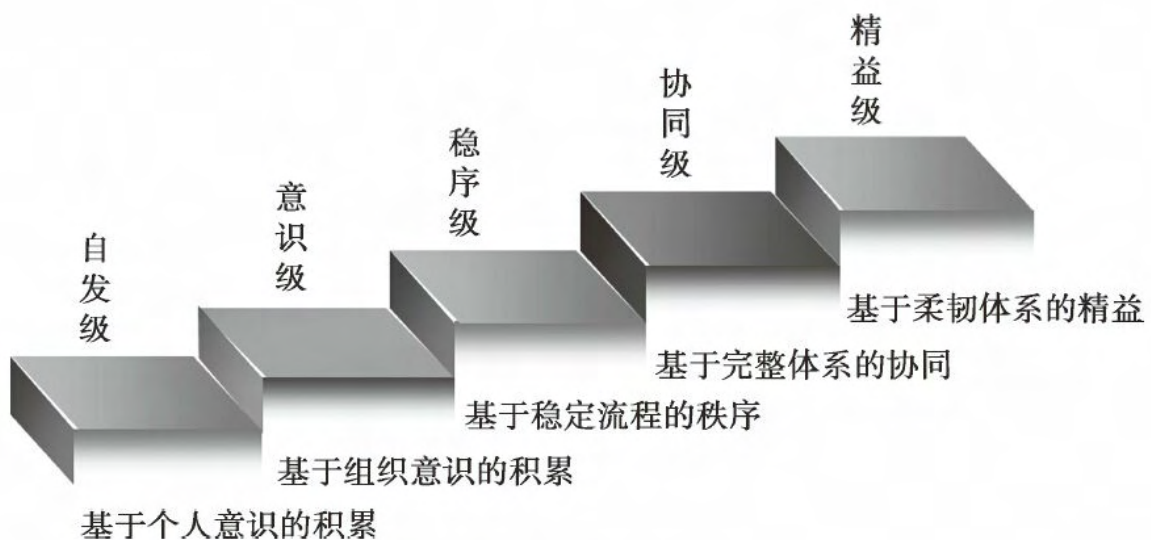 自发级
意识级
稳序级
协同级
精益级
基于个人意识的积累
基于组织意识的积累
基于稳定流程的秩序
基于完整体系的协同
基于柔韧体系的精益